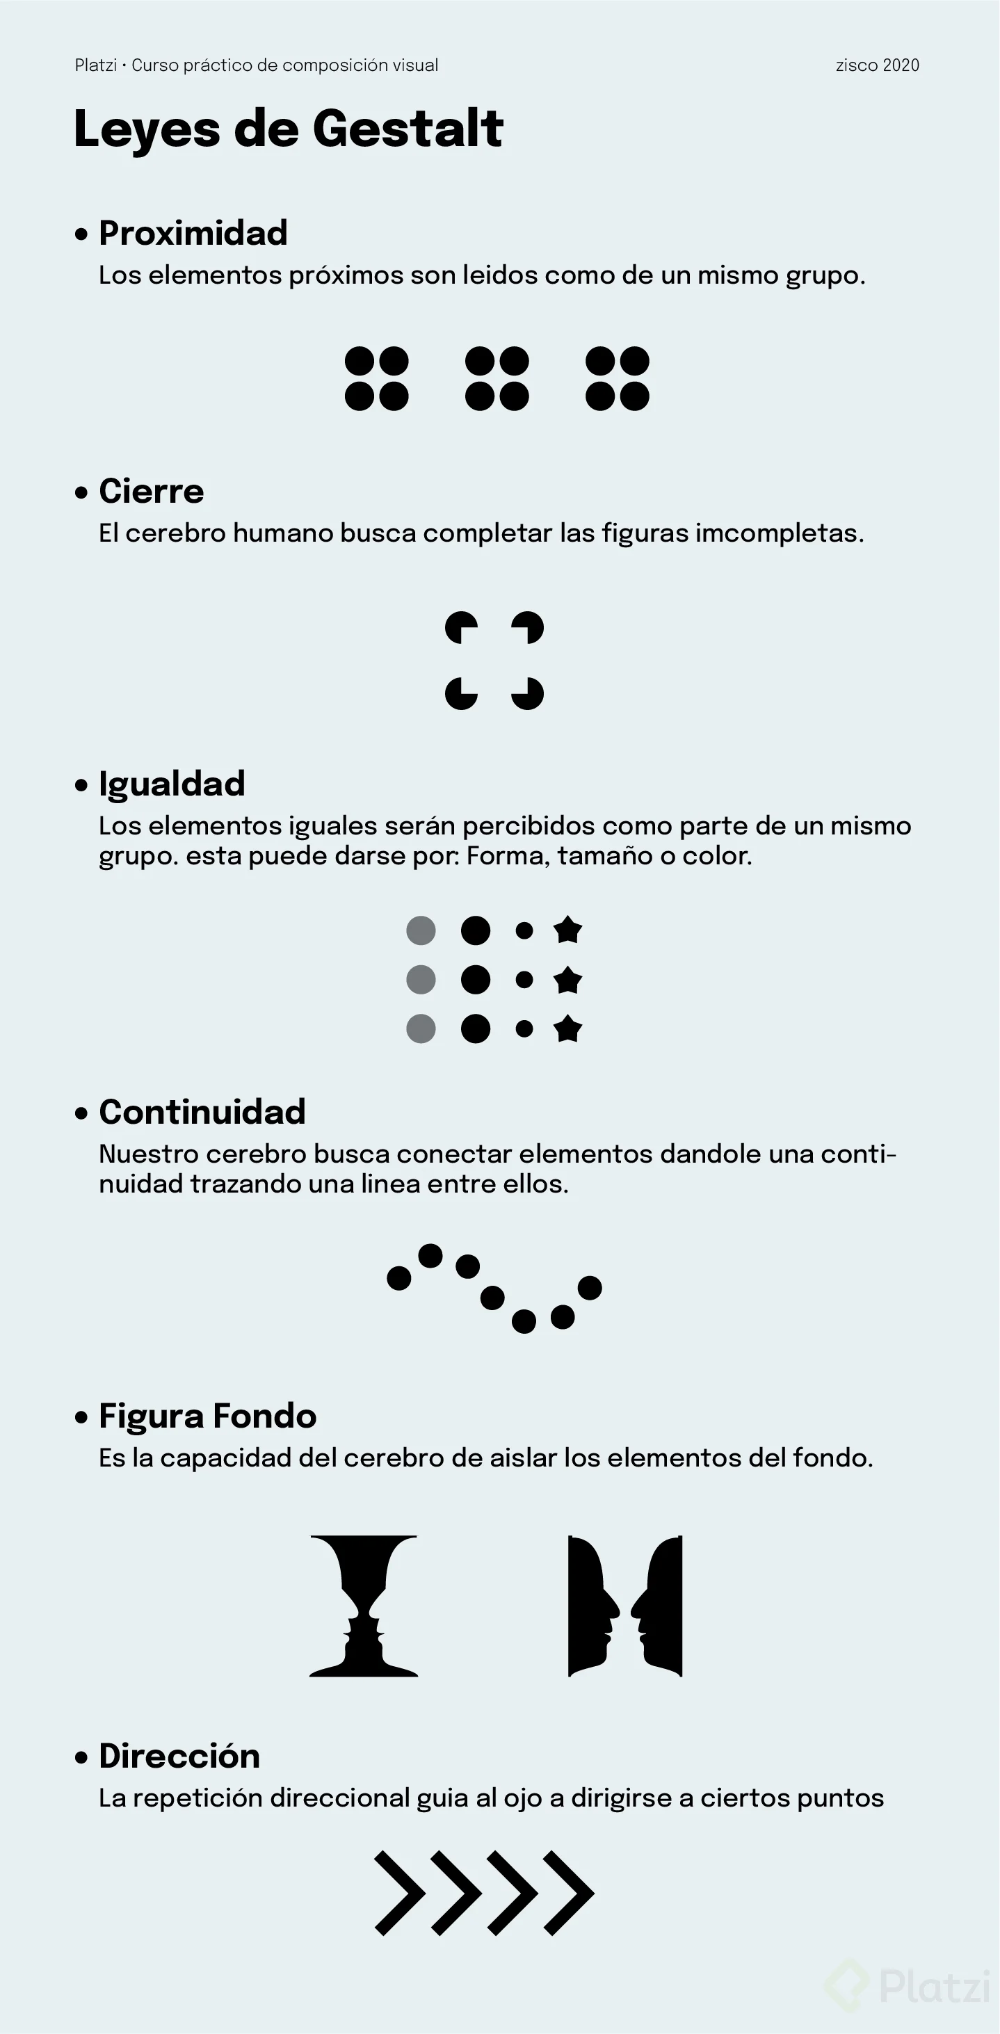 Platzi · Curso práctico de composición visual
zisco 2020
Leyes de Gestalt
• Proximidad
Los elementos próximos son leidos como de un mismo grupo.
• Cierre
El cerebro humano busca completar las figuras imcompletas.
• Igualdad
Los elementos iguales serán percibidos como parte de un mismo
grupo. esta puede darse por: Forma, tamaño o color.
• Continuidad
Nuestro cerebro busca conectar elementos dandole una conti-
nuidad trazando una linea entre ellos.
• Figura Fondo
Es la capacidad del cerebro de aislar los elementos del fondo.
• Dirección
La repetición direccional guia al ojo a dirigirse a ciertos puntos
Platzi